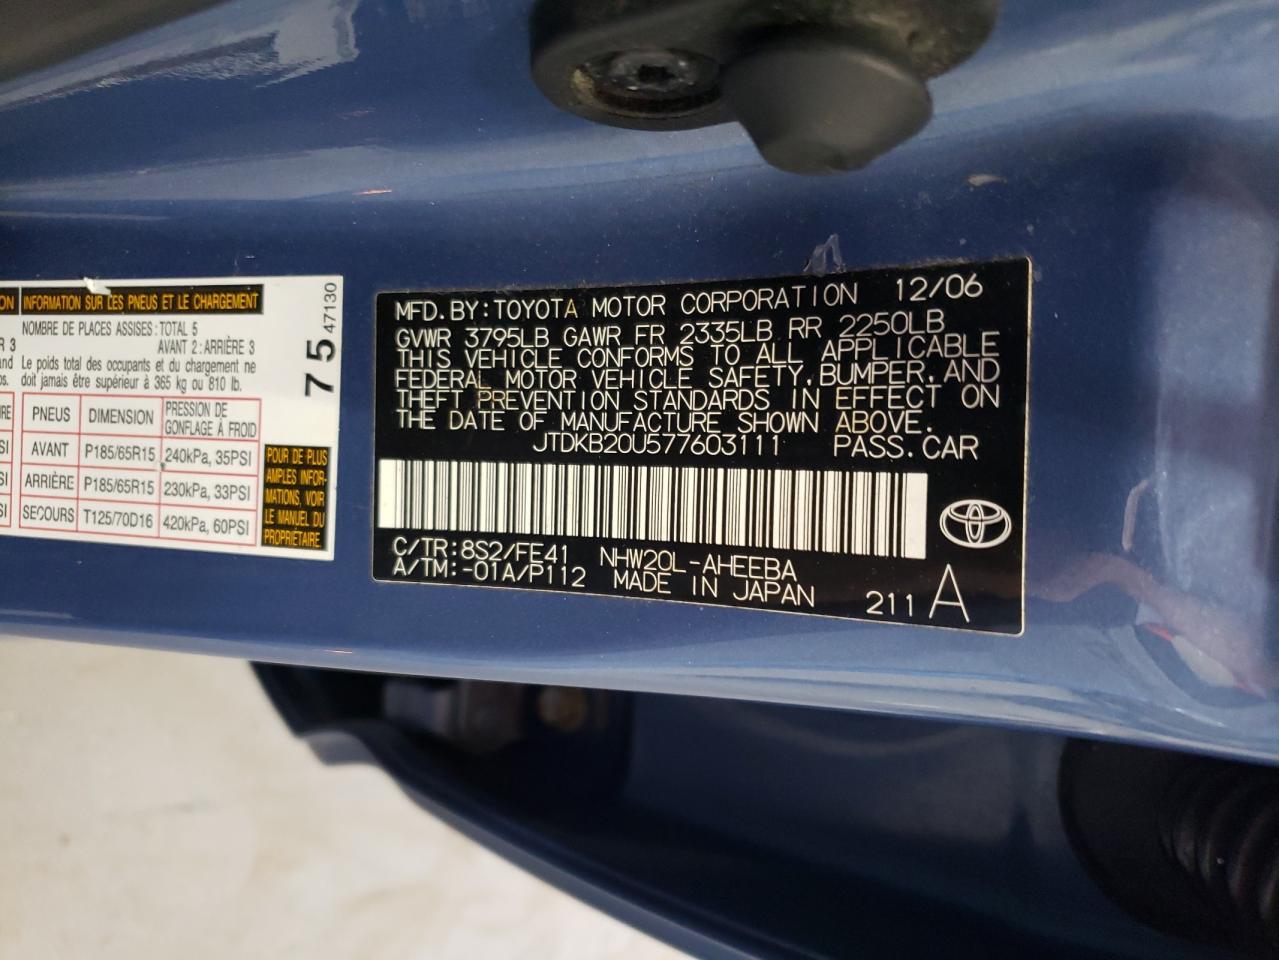 ON INFORMATION SUR LES PNEUS ET LE CHARGEMENT
NOMBRE DE PLACES ASSISES: TOTAL 5
R 3 AVANT 2: ARRIÈRE 3
and Le poids total des occupants et du chargement ne
os. doit jamais être supérieur à 365 kg ou 810 lb.
PNEUS DIMENSION PRESSION DE GONFLAGE À FROID
AVANT P185/65R15 240kPa, 35PSI
ARRIÈRE P185/65R15 230kPa, 33PSI
SECOURS T125/70D16 420kPa, 60PSI
POUR DE PLUS
AMPLES INFOR-
MATIONS, VOIR
LE MANUEL DU
PROPRIÉTAIRE.
75
47130
MFD. BY: TOYOTA MOTOR CORPORATION 12/06
GVWR 3795LB GAWR FR 2335LB RR 2250LB
THIS VEHICLE CONFORMS TO ALL APPLICABLE
FEDERAL MOTOR VEHICLE SAFETY, BUMPER, AND
THEFT PREVENTION STANDARDS IN EFFECT ON
THE DATE OF MANUFACTURE SHOWN ABOVE.
JTDKB20U577603111 PASS. CAR
C/TR: 8S2/FE41 NHW20L-AHEEBA
A/TM: -01A/P112 MADE IN JAPAN 211 A